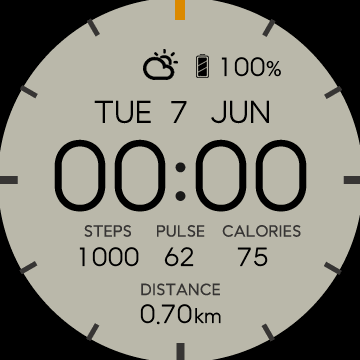 100%
TUE 7 JUN
00:00
STEPS PULSE CALORIES
1000 62 75
DISTANCE
0.70km